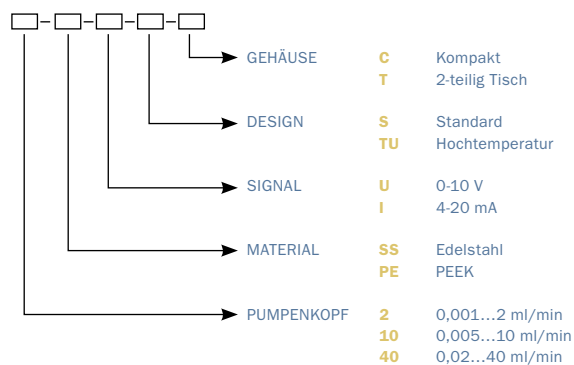 GEHÄUSE C Kompakt
T 2-teilig Tisch
DESIGN S Standard
TU Hochtemperatur
SIGNAL U 0-10 V
I 4-20 mA
MATERIAL SS Edelstahl
PE PEEK
PUMPENKOPF 2 0,001...2 ml/min
10 0,005...10 ml/min
40 0,02...40 ml/min